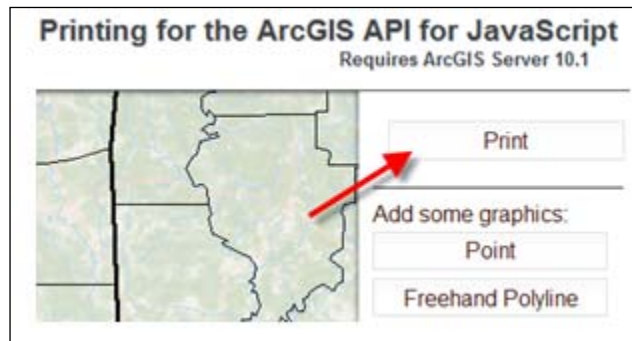 Printing for the ArcGIS API for JavaScript
Requires ArcGIS Server 10.1
Print
Add some graphics:
Point
Freehand Polyline